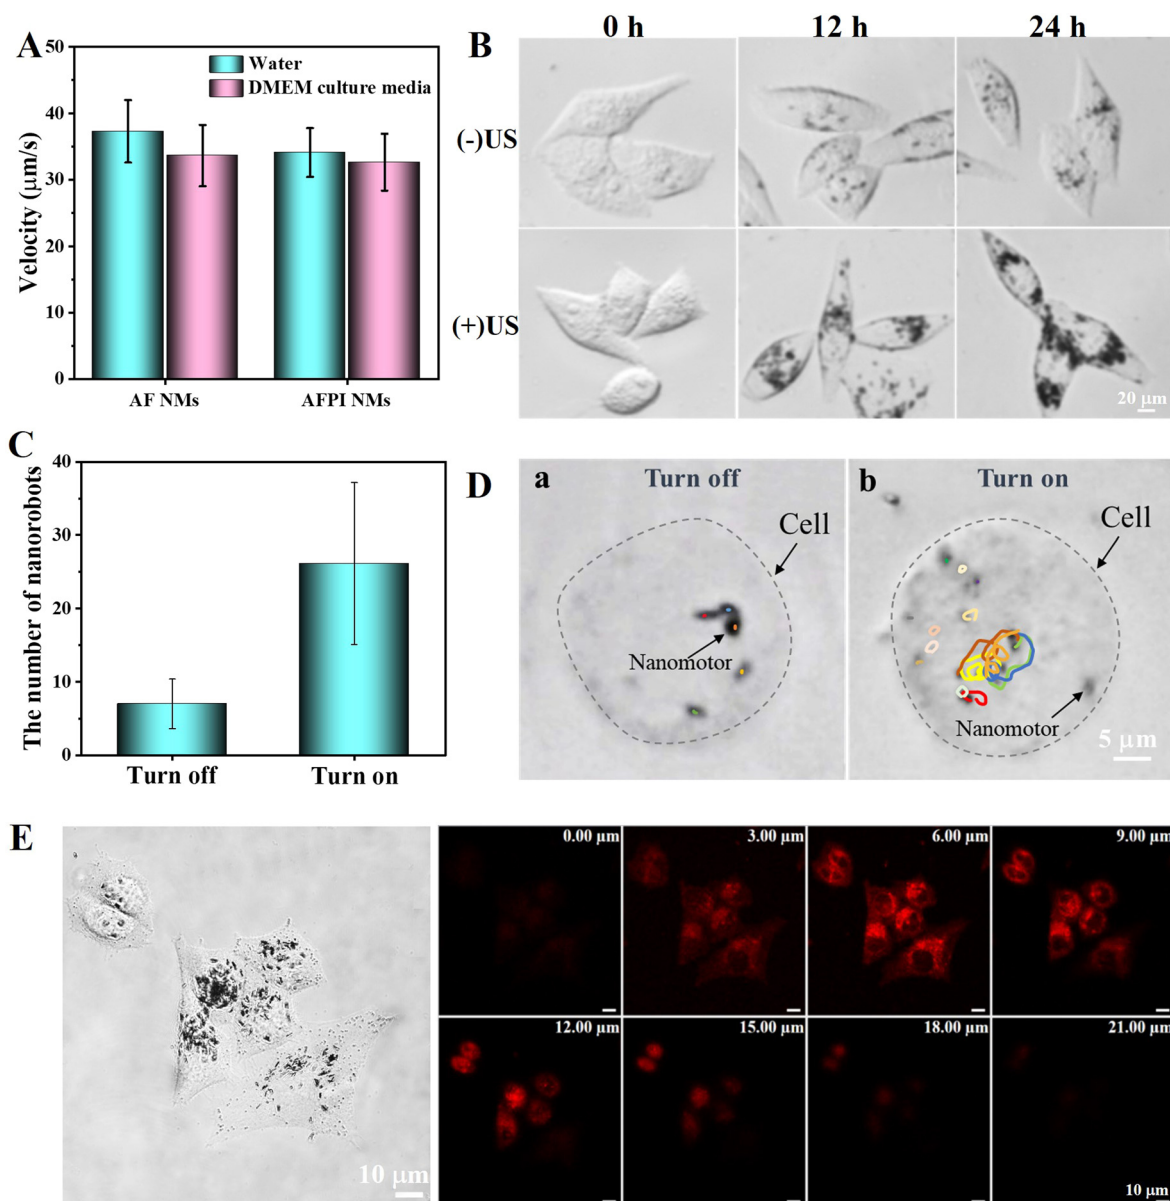 A
50
40
30
20
10
0
Velocity (μm/s)
Water
DMEM culture media
AF NMs
AFPI NMs
B
0 h
12 h
24 h
(-)US
(+)US
20 μm
C
40
30
20
10
0
The number of nanorobots
Turn off
Turn on
D
a
Turn off
Cell
Nanomotor
b
Turn on
Cell
Nanomotor
5 μm
E
10 μm
0.00 μm
3.00 μm
6.00 μm
9.00 μm
12.00 μm
15.00 μm
18.00 μm
21.00 μm
10 μm